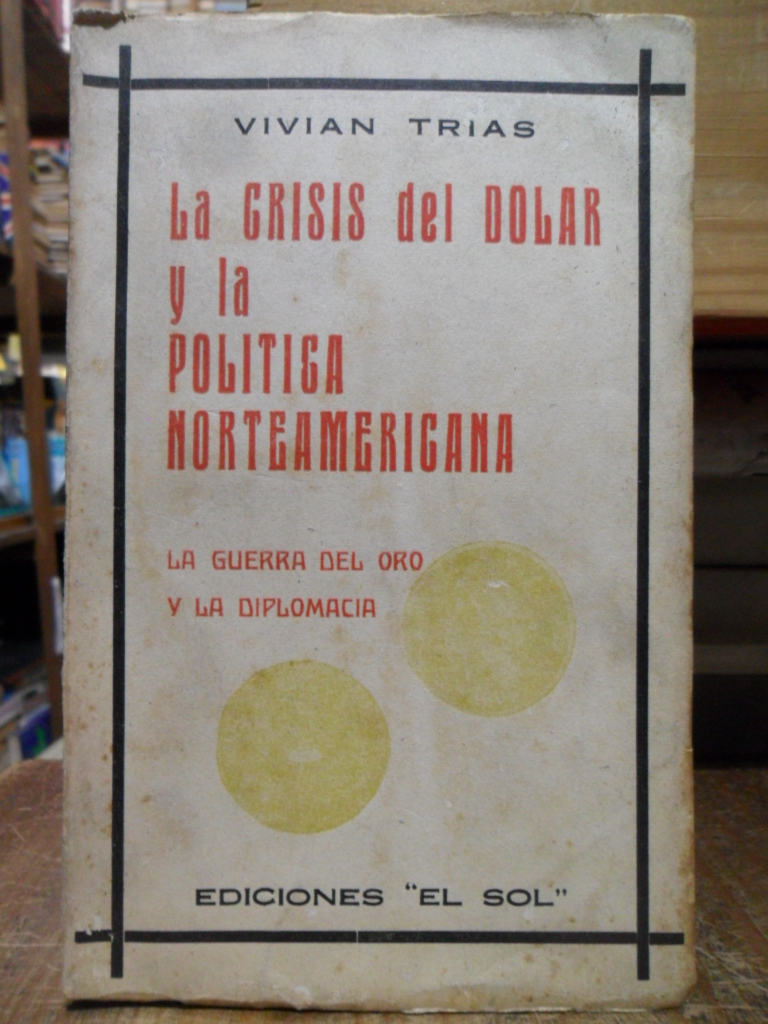 VIVIAN TRIAS
La CRISIS del DOLAR
y la
POLITICA
NORTEAMERICANA
LA GUERRA DEL ORO
Y LA DIPLOMACIA
EDICIONES "EL SOL"